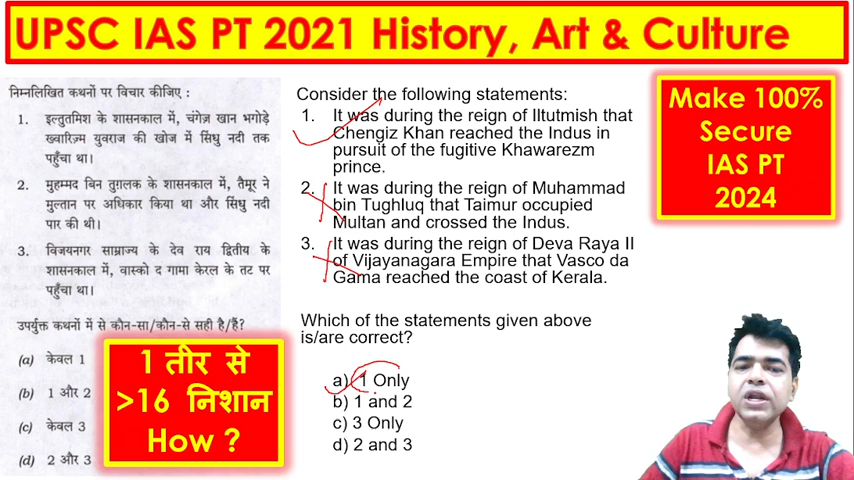 UPSC IAS PT 2021 History, Art & Culture
निम्नलिखित कथनों पर विचार कीजिए :
1. इल्तुतमिश के शासनकाल में, चंगेज़ खान भगोड़े
ख्वारिज़्म युवराज की खोज में सिंधु नदी तक
पहुँचा था।
2. मुहम्मद बिन तुग़लक के शासनकाल में, तैमूर ने
मुल्तान पर अधिकार किया था और सिंधु नदी
पार की थी।
3. विजयनगर साम्राज्य के देव राय द्वितीय के
शासनकाल में, वास्को द गामा केरल के तट पर
पहुँचा था।
उपर्युक्त कथनों में से कौन-सा/कौन-से सही है/हैं?
(a) केवल 1
(b) 1 और 2
(c) केवल 3
(d) 2 और 3
1 तीर से
>16 निशान
How ?
Consider the following statements:
1. It was during the reign of Iltutmish that
Chengiz Khan reached the Indus in
pursuit of the fugitive Khawarezm
prince.
2. It was during the reign of Muhammad
bin Tughluq that Taimur occupied
Multan and crossed the Indus.
3. It was during the reign of Deva Raya II
of Vijayanagara Empire that Vasco da
Gama reached the coast of Kerala.
Which of the statements given above
is/are correct?
a) 1 Only
b) 1 and 2
c) 3 Only
d) 2 and 3
Make 100%
Secure
IAS PT
2024